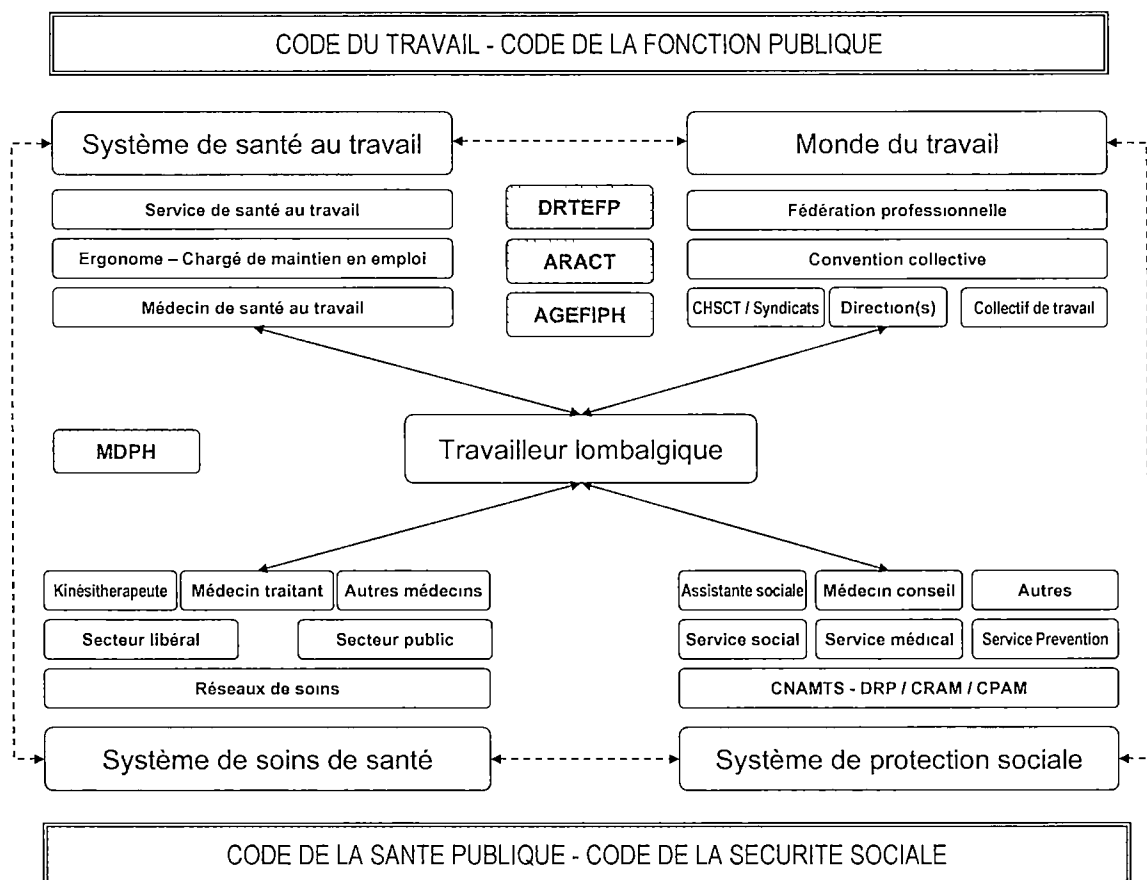 CODE DU TRAVAIL - CODE DE LA FONCTION PUBLIQUE
Système de santé au travail
Monde du travail
Service de santé au travail
DRTEFP
Fédération professionnelle
Ergonome – Chargé de maintien en emploi
ARACT
Convention collective
Médecin de santé au travail
AGEFIPH
CHSCT / Syndicats
Direction(s)
Collectif de travail
MDPH
Travailleur lombalgique
Kinésitherapeute
Médecin traitant
Autres médecins
Assistante sociale
Médecin conseil
Autres
Secteur libéral
Secteur public
Service social
Service médical
Service Prevention
Réseaux de soins
CNAMTS - DRP / CRAM / CPAM
Système de soins de santé
Système de protection sociale
CODE DE LA SANTE PUBLIQUE - CODE DE LA SECURITE SOCIALE